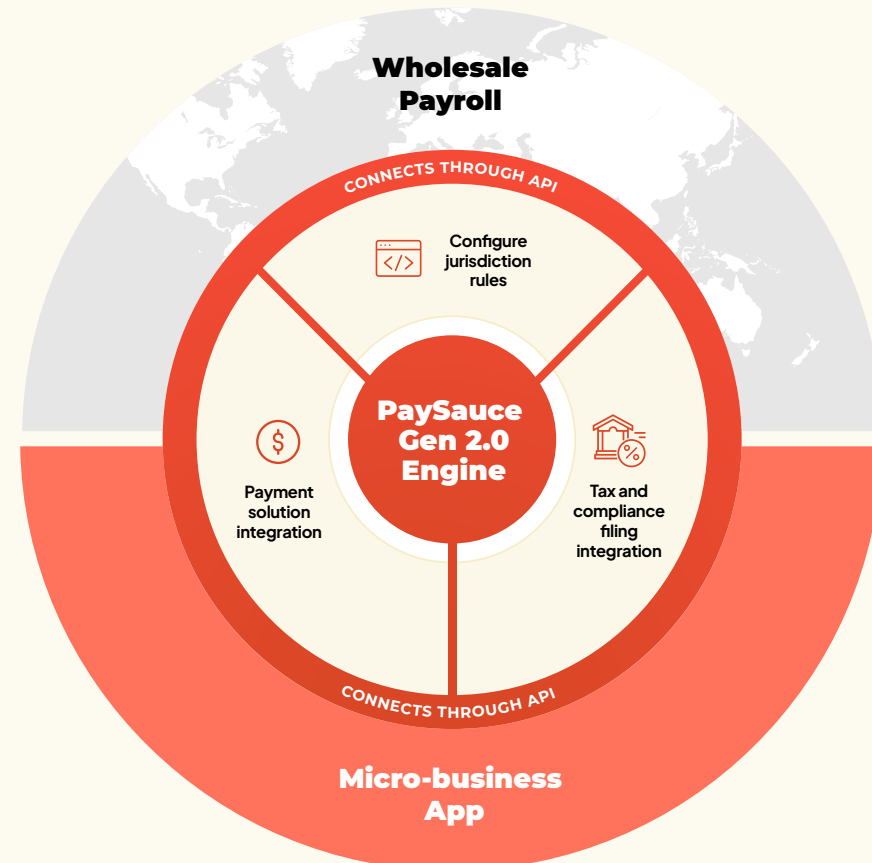 Wholesale
Payroll
CONNECTS THROUGH API
Configure
jurisdiction
rules
PaySauce
Gen 2.0
Engine
Payment
solution
integration
Tax and
compliance
filing
integration
CONNECTS THROUGH API
Micro-business
App